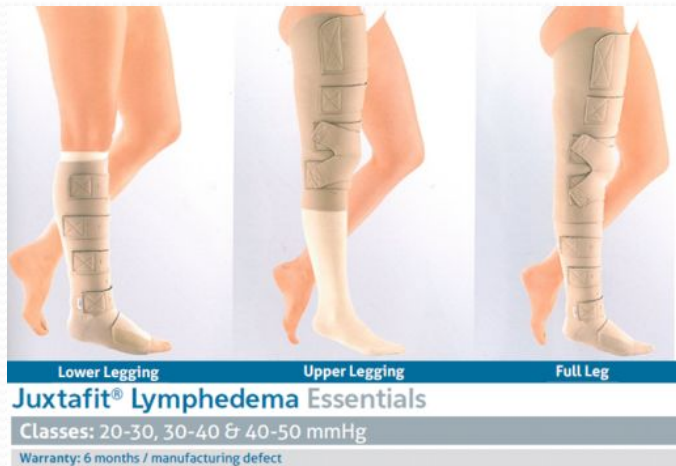 Lower Legging
Upper Legging
Full Leg
Juxtafit® Lymphedema Essentials
Classes: 20-30, 30-40 & 40-50 mmHg
Warranty: 6 months / manufacturing defect